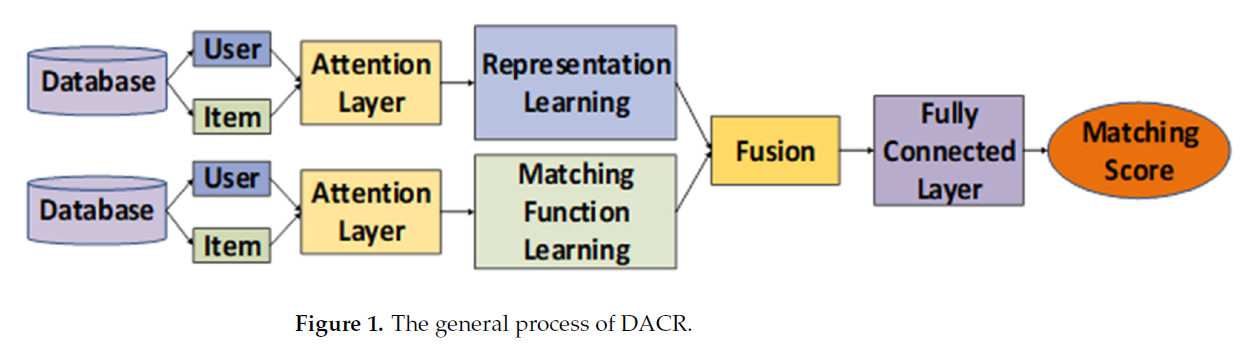 Database
User
Item
Attention
Layer
Representation
Learning
Database
User
Item
Attention
Layer
Matching
Function
Learning
Fusion
Fully
Connected
Layer
Matching
Score
Figure 1. The general process of DACR.